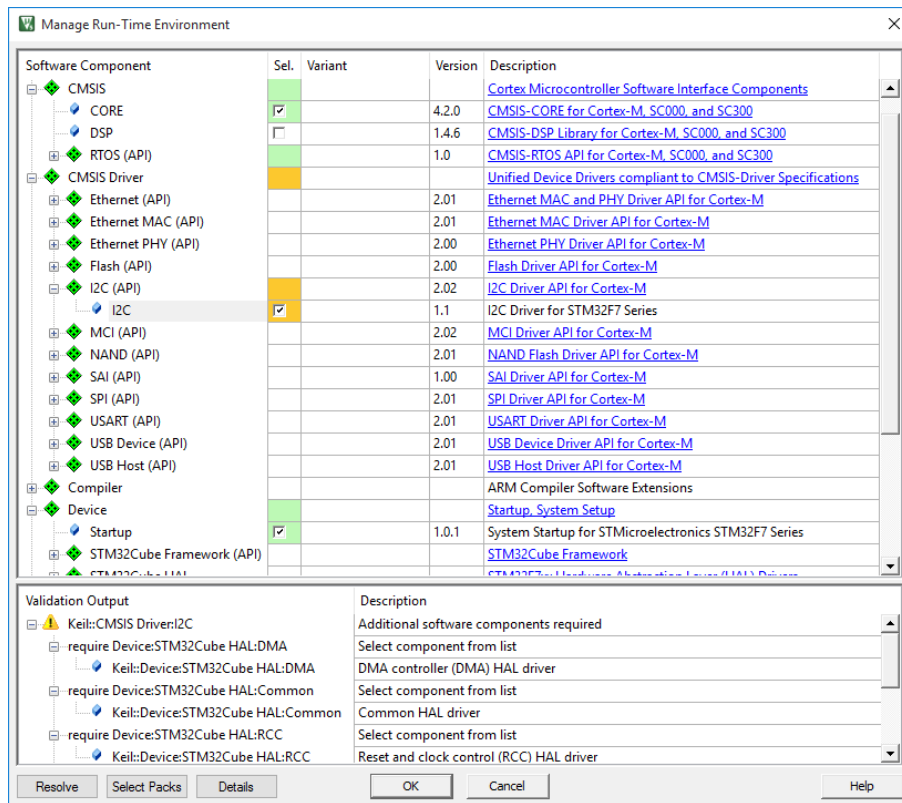 Manage Run-Time Environment
Software Component Sel. Variant Version Description
CMSIS Cortex Microcontroller Software Interface Components
CORE 4.2.0 CMSIS-CORE for Cortex-M, SC000, and SC300
DSP 1.4.6 CMSIS-DSP Library for Cortex-M, SC000, and SC300
RTOS (API) 1.0 CMSIS-RTOS API for Cortex-M, SC000, and SC300
CMSIS Driver Unified Device Drivers compliant to CMSIS-Driver Specifications
Ethernet (API) 2.01 Ethernet MAC and PHY Driver API for Cortex-M
Ethernet MAC (API) 2.01 Ethernet MAC Driver API for Cortex-M
Ethernet PHY (API) 2.00 Ethernet PHY Driver API for Cortex-M
Flash (API) 2.00 Flash Driver API for Cortex-M
I2C (API) 2.02 I2C Driver API for Cortex-M
I2C 1.1 I2C Driver for STM32F7 Series
MCI (API) 2.02 MCI Driver API for Cortex-M
NAND (API) 2.01 NAND Flash Driver API for Cortex-M
SAI (API) 1.00 SAI Driver API for Cortex-M
SPI (API) 2.01 SPI Driver API for Cortex-M
USART (API) 2.01 USART Driver API for Cortex-M
USB Device (API) 2.01 USB Device Driver API for Cortex-M
USB Host (API) 2.01 USB Host Driver API for Cortex-M
Compiler ARM Compiler Software Extensions
Device Startup, System Setup
Startup 1.0.1 System Startup for STMicroelectronics STM32F7 Series
STM32Cube Framework (API) STM32Cube Framework
STM32Cube HAL STM32F7xx Hardware Abstraction Layer (HAL) Drivers
Validation Output Description
Keil::CMSIS Driver:I2C Additional software components required
require Device:STM32Cube HAL:DMA Select component from list
Keil::Device:STM32Cube HAL:DMA DMA controller (DMA) HAL driver
require Device:STM32Cube HAL:Common Select component from list
Keil::Device:STM32Cube HAL:Common Common HAL driver
require Device:STM32Cube HAL:RCC Select component from list
Keil::Device:STM32Cube HAL:RCC Reset and clock control (RCC) HAL driver
Resolve Select Packs Details OK Cancel Help